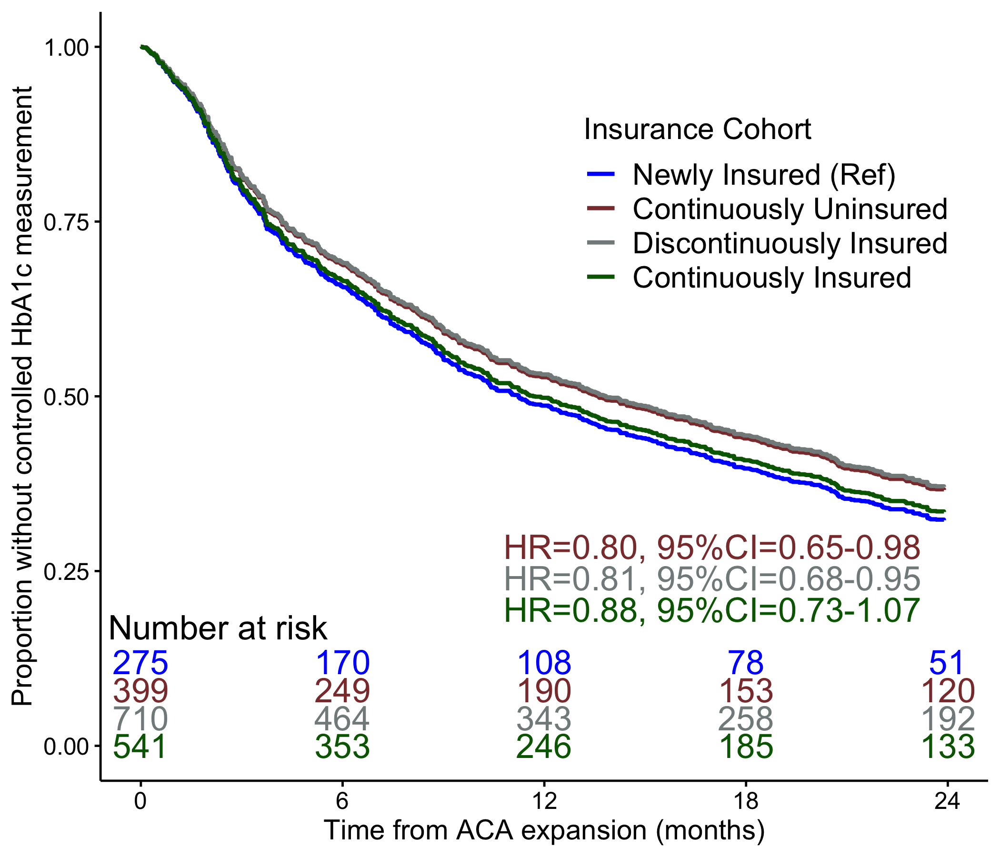 Proportion without controlled HbA1c measurement
1.00
0.75
0.50
0.25
0.00
Insurance Cohort
Newly Insured (Ref)
Continuously Uninsured
Discontinuously Insured
Continuously Insured
HR=0.80, 95%CI=0.65-0.98
HR=0.81, 95%CI=0.68-0.95
HR=0.88, 95%CI=0.73-1.07
Number at risk
275 170 108 78 51
399 249 190 153 120
710 464 343 258 192
541 353 246 185 133
0 6 12 18 24
Time from ACA expansion (months)